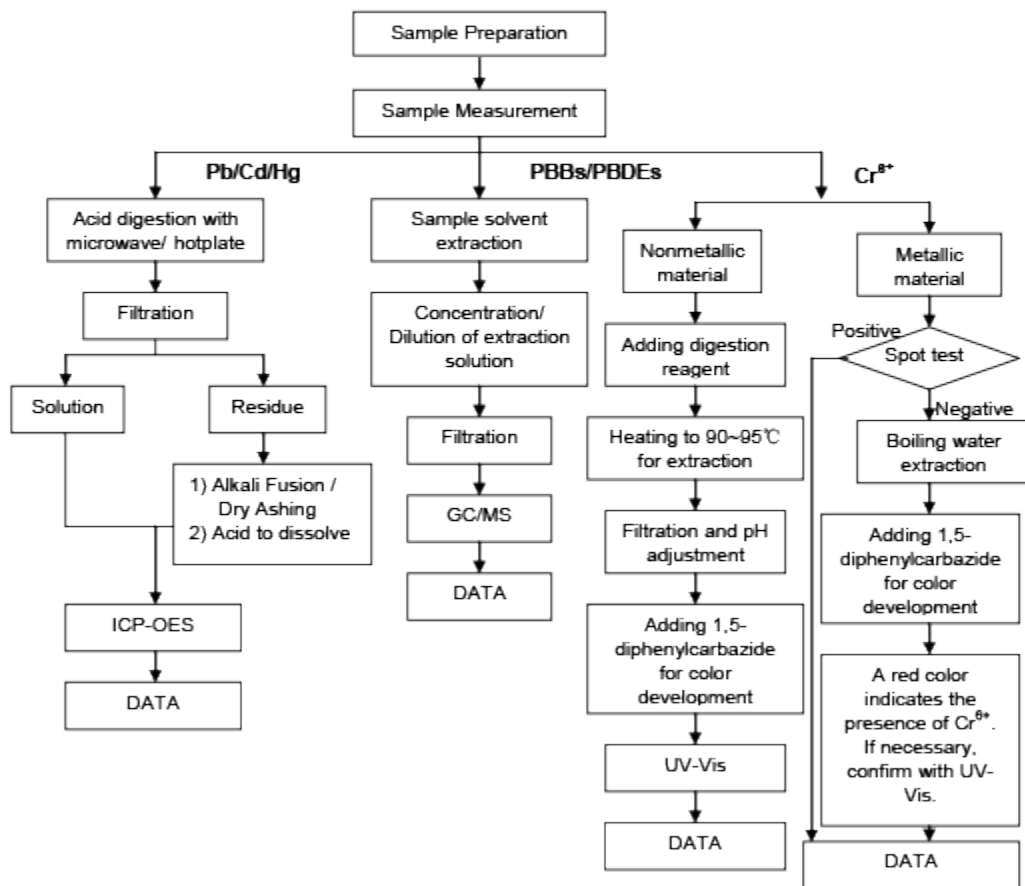 Sample Preparation
Sample Measurement
Pb/Cd/Hg
PBBs/PBDEs
Cr⁶⁺
Acid digestion with
microwave/ hotplate
Filtration
Solution
Residue
1) Alkali Fusion /
Dry Ashing
2) Acid to dissolve
ICP-OES
DATA
Sample solvent
extraction
Concentration/
Dilution of extraction
solution
Filtration
GC/MS
DATA
Nonmetallic
material
Adding digestion
reagent
Heating to 90~95℃
for extraction
Filtration and pH
adjustment
Adding 1,5-
diphenylcarbazide
for color
development
UV-Vis
DATA
Metallic
material
Positive
Spot test
Negative
Boiling water
extraction
Adding 1,5-
diphenylcarbazide
for color
development
A red color
indicates the
presence of Cr⁶⁺.
If necessary,
confirm with UV-
Vis.
DATA